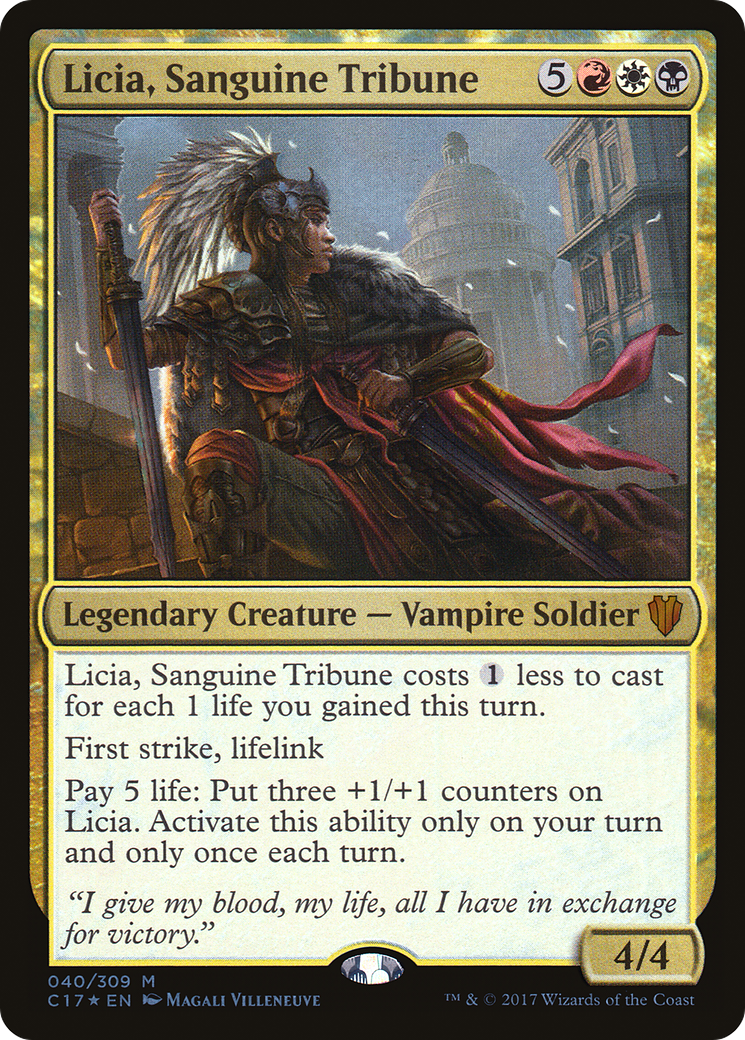 Licia, Sanguine Tribune 5
Legendary Creature — Vampire Soldier
Licia, Sanguine Tribune costs 1 less to cast
for each 1 life you gained this turn.
First strike, lifelink
Pay 5 life: Put three +1/+1 counters on
Licia. Activate this ability only on your turn
and only once each turn.
“I give my blood, my life, all I have in exchange
for victory.”
4/4
040/309 M
C17★EN Magali Villeneuve
™ & © 2017 Wizards of the Coast